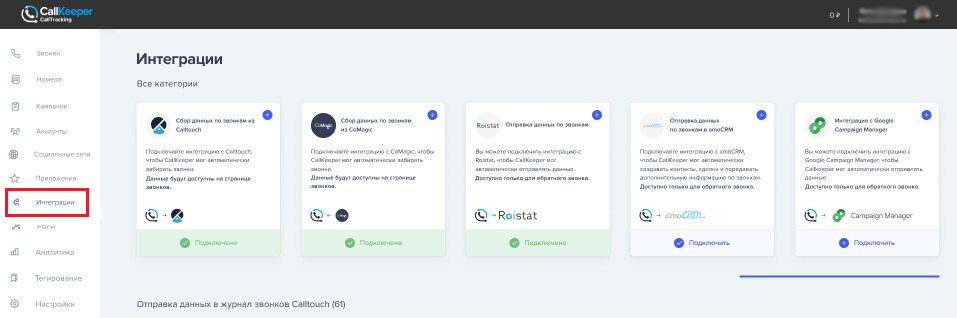 CallKeeper
CallTracking
0 ₽
Звонки
Номера
Кампании
Аккаунты
Социальные сети
Приложения
Интеграции
Роли
Аналитика
Тегирование
Настройки
Интеграции
Все категории
Сбор данных по звонкам из
Calltouch
Подключайте интеграцию с Calltouch,
чтобы CallKeeper мог автоматически
забирать звонки.
Данные будут доступны на странице
звонков.
Подключено
CoMagic
Сбор данных по звонкам
из CoMagic
Подключайте интеграцию с CoMagic, чтобы
CallKeeper мог автоматически забирать
звонки.
Данные будут доступны на странице
звонков.
Подключено
Roistat
Отправка данных по звонкам
Вы можете подключить интеграцию с
Roistat, чтобы CallKeeper мог
автоматически отправлять данные.
Доступно только для обратного звонка.
Roistat
Подключено
amoCRM.
Отправка данных
по звонкам в amoCRM
Подключайте интеграцию с amoCRM,
чтобы CallKeeper мог автоматически
создавать контакты, сделки и передавать
дополнительную информацию по звонкам.
Доступно только для обратного звонка.
amoCRM.
Подключить
Интеграция с Google
Campaign Manager
Вы можете подключить интеграцию с
Google Campaign Manager, чтобы
Callkeeper мог автоматически отправлять
данные
Доступно только для обратного звонка.
Campaign Manager
Подключить
Отправка данных в журнал звонков Calltouch (61)